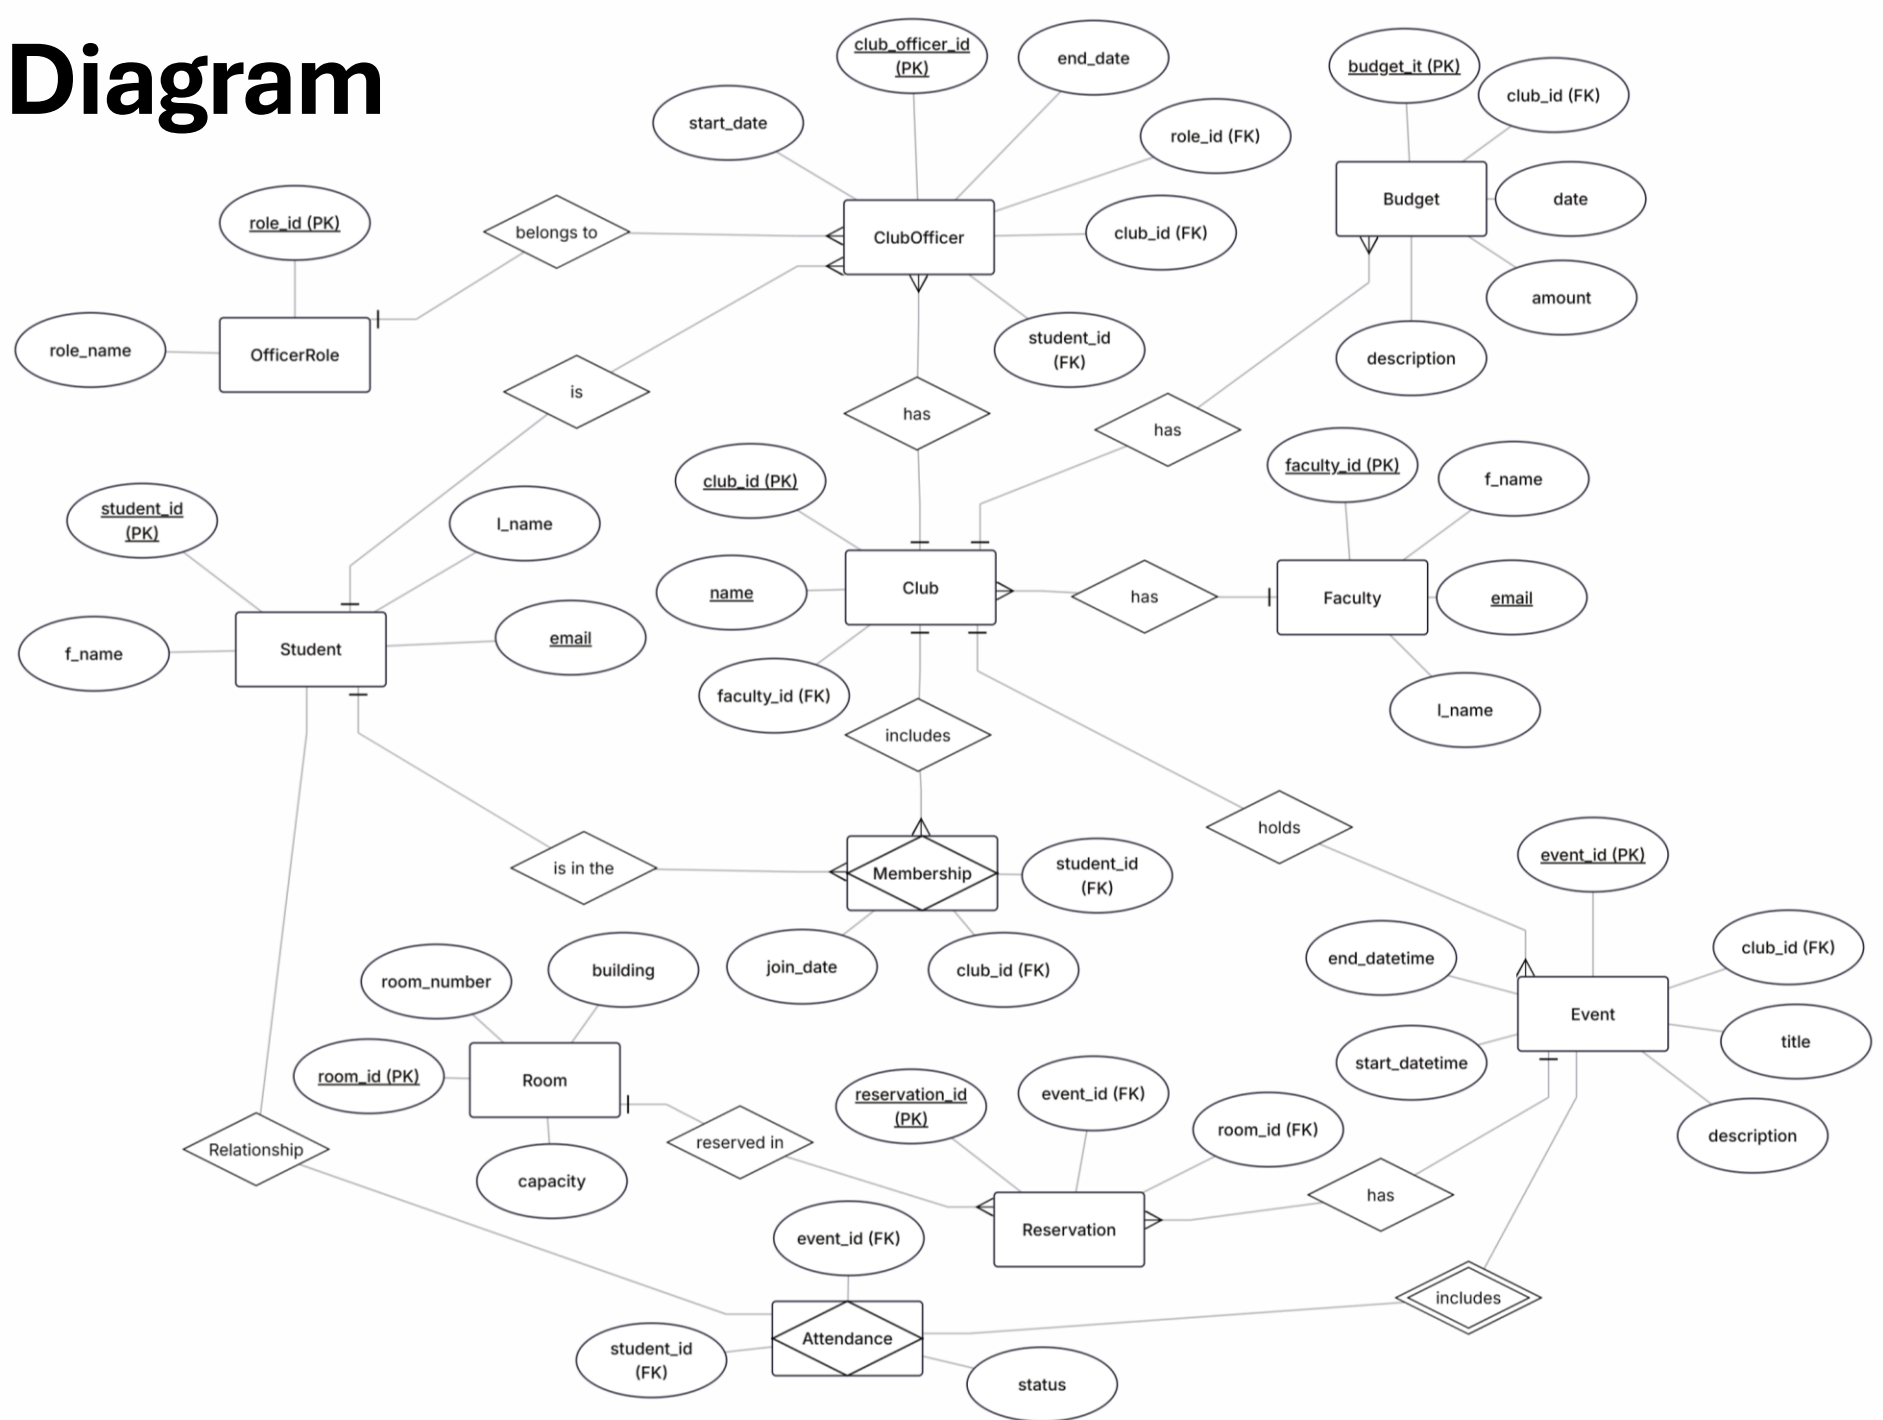 Diagram
club_officer_id
(PK)
end_date
start_date
role_id (FK)
club_id (FK)
student_id
(FK)
ClubOfficer
budget_it (PK)
club_id (FK)
date
amount
description
Budget
role_id (PK)
role_name
OfficerRole
belongs to
is
has
has
club_id (PK)
name
faculty_id (FK)
Club
has
faculty_id (PK)
f_name
email
l_name
Faculty
student_id
(PK)
l_name
f_name
email
Student
includes
holds
is in the
Membership
student_id
(FK)
join_date
club_id (FK)
event_id (PK)
end_datetime
club_id (FK)
start_datetime
title
description
Event
room_number
building
room_id (PK)
capacity
Room
Relationship
reserved in
reservation_id
(PK)
event_id (FK)
room_id (FK)
Reservation
has
includes
event_id (FK)
student_id
(FK)
status
Attendance